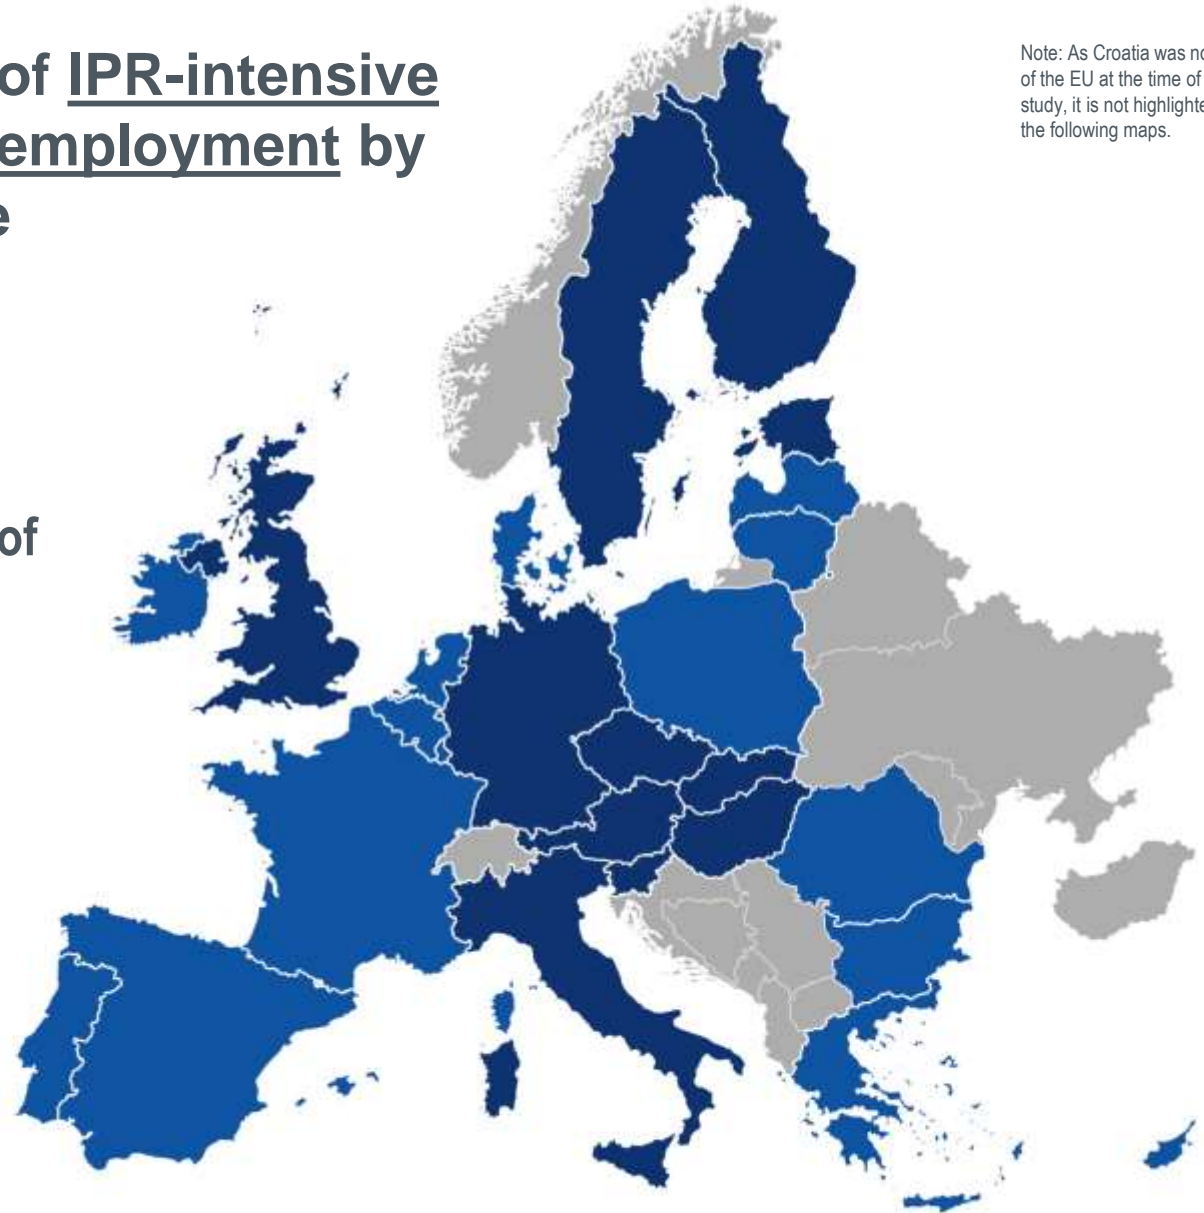 of IPR-intensive
employment by
e
of
Note: As Croatia was no
of the EU at the time of
study, it is not highlighte
the following maps.